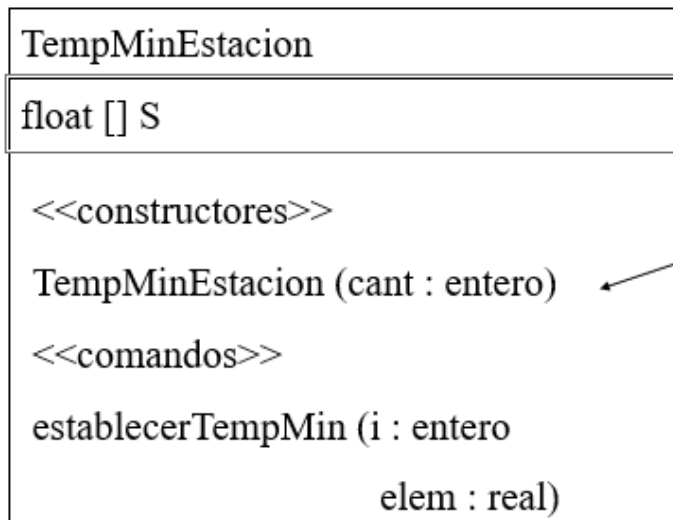 TempMinEstacion
float [] S
<<constructores>>
TempMinEstacion (cant : entero)
<<comandos>>
establecerTempMin (i : entero
elem : real)